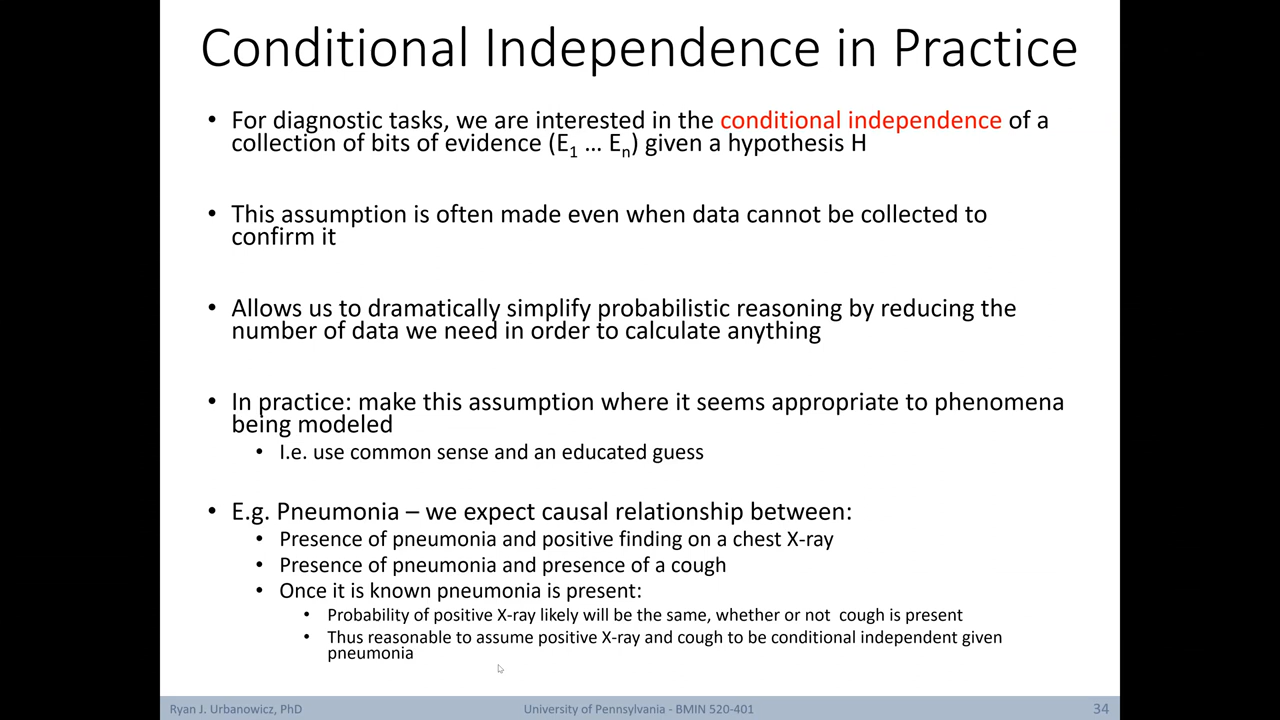 Conditional Independence in Practice
• For diagnostic tasks, we are interested in the conditional independence of a
collection of bits of evidence (E1 … En) given a hypothesis H
• This assumption is often made even when data cannot be collected to
confirm it
• Allows us to dramatically simplify probabilistic reasoning by reducing the
number of data we need in order to calculate anything
• In practice: make this assumption where it seems appropriate to phenomena
being modeled
• I.e. use common sense and an educated guess
• E.g. Pneumonia – we expect causal relationship between:
• Presence of pneumonia and positive finding on a chest X-ray
• Presence of pneumonia and presence of a cough
• Once it is known pneumonia is present:
• Probability of positive X-ray likely will be the same, whether or not cough is present
• Thus reasonable to assume positive X-ray and cough to be conditional independent given
pneumonia
Ryan J. Urbanowicz, PhD
University of Pennsylvania - BMIN 520-401
34